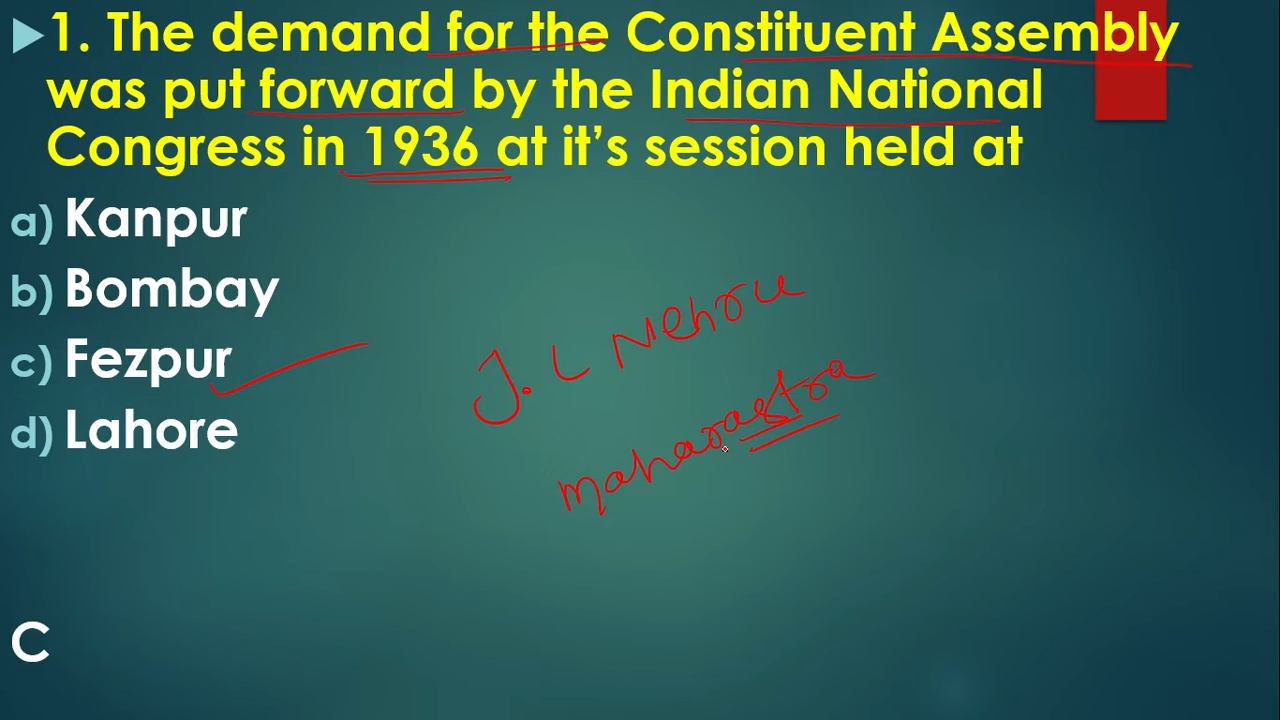 1. The demand for the Constituent Assembly
was put forward by the Indian National
Congress in 1936 at it's session held at
a) Kanpur
b) Bombay
c) Fezpur
d) Lahore
J. L Nehru
maharastra
C